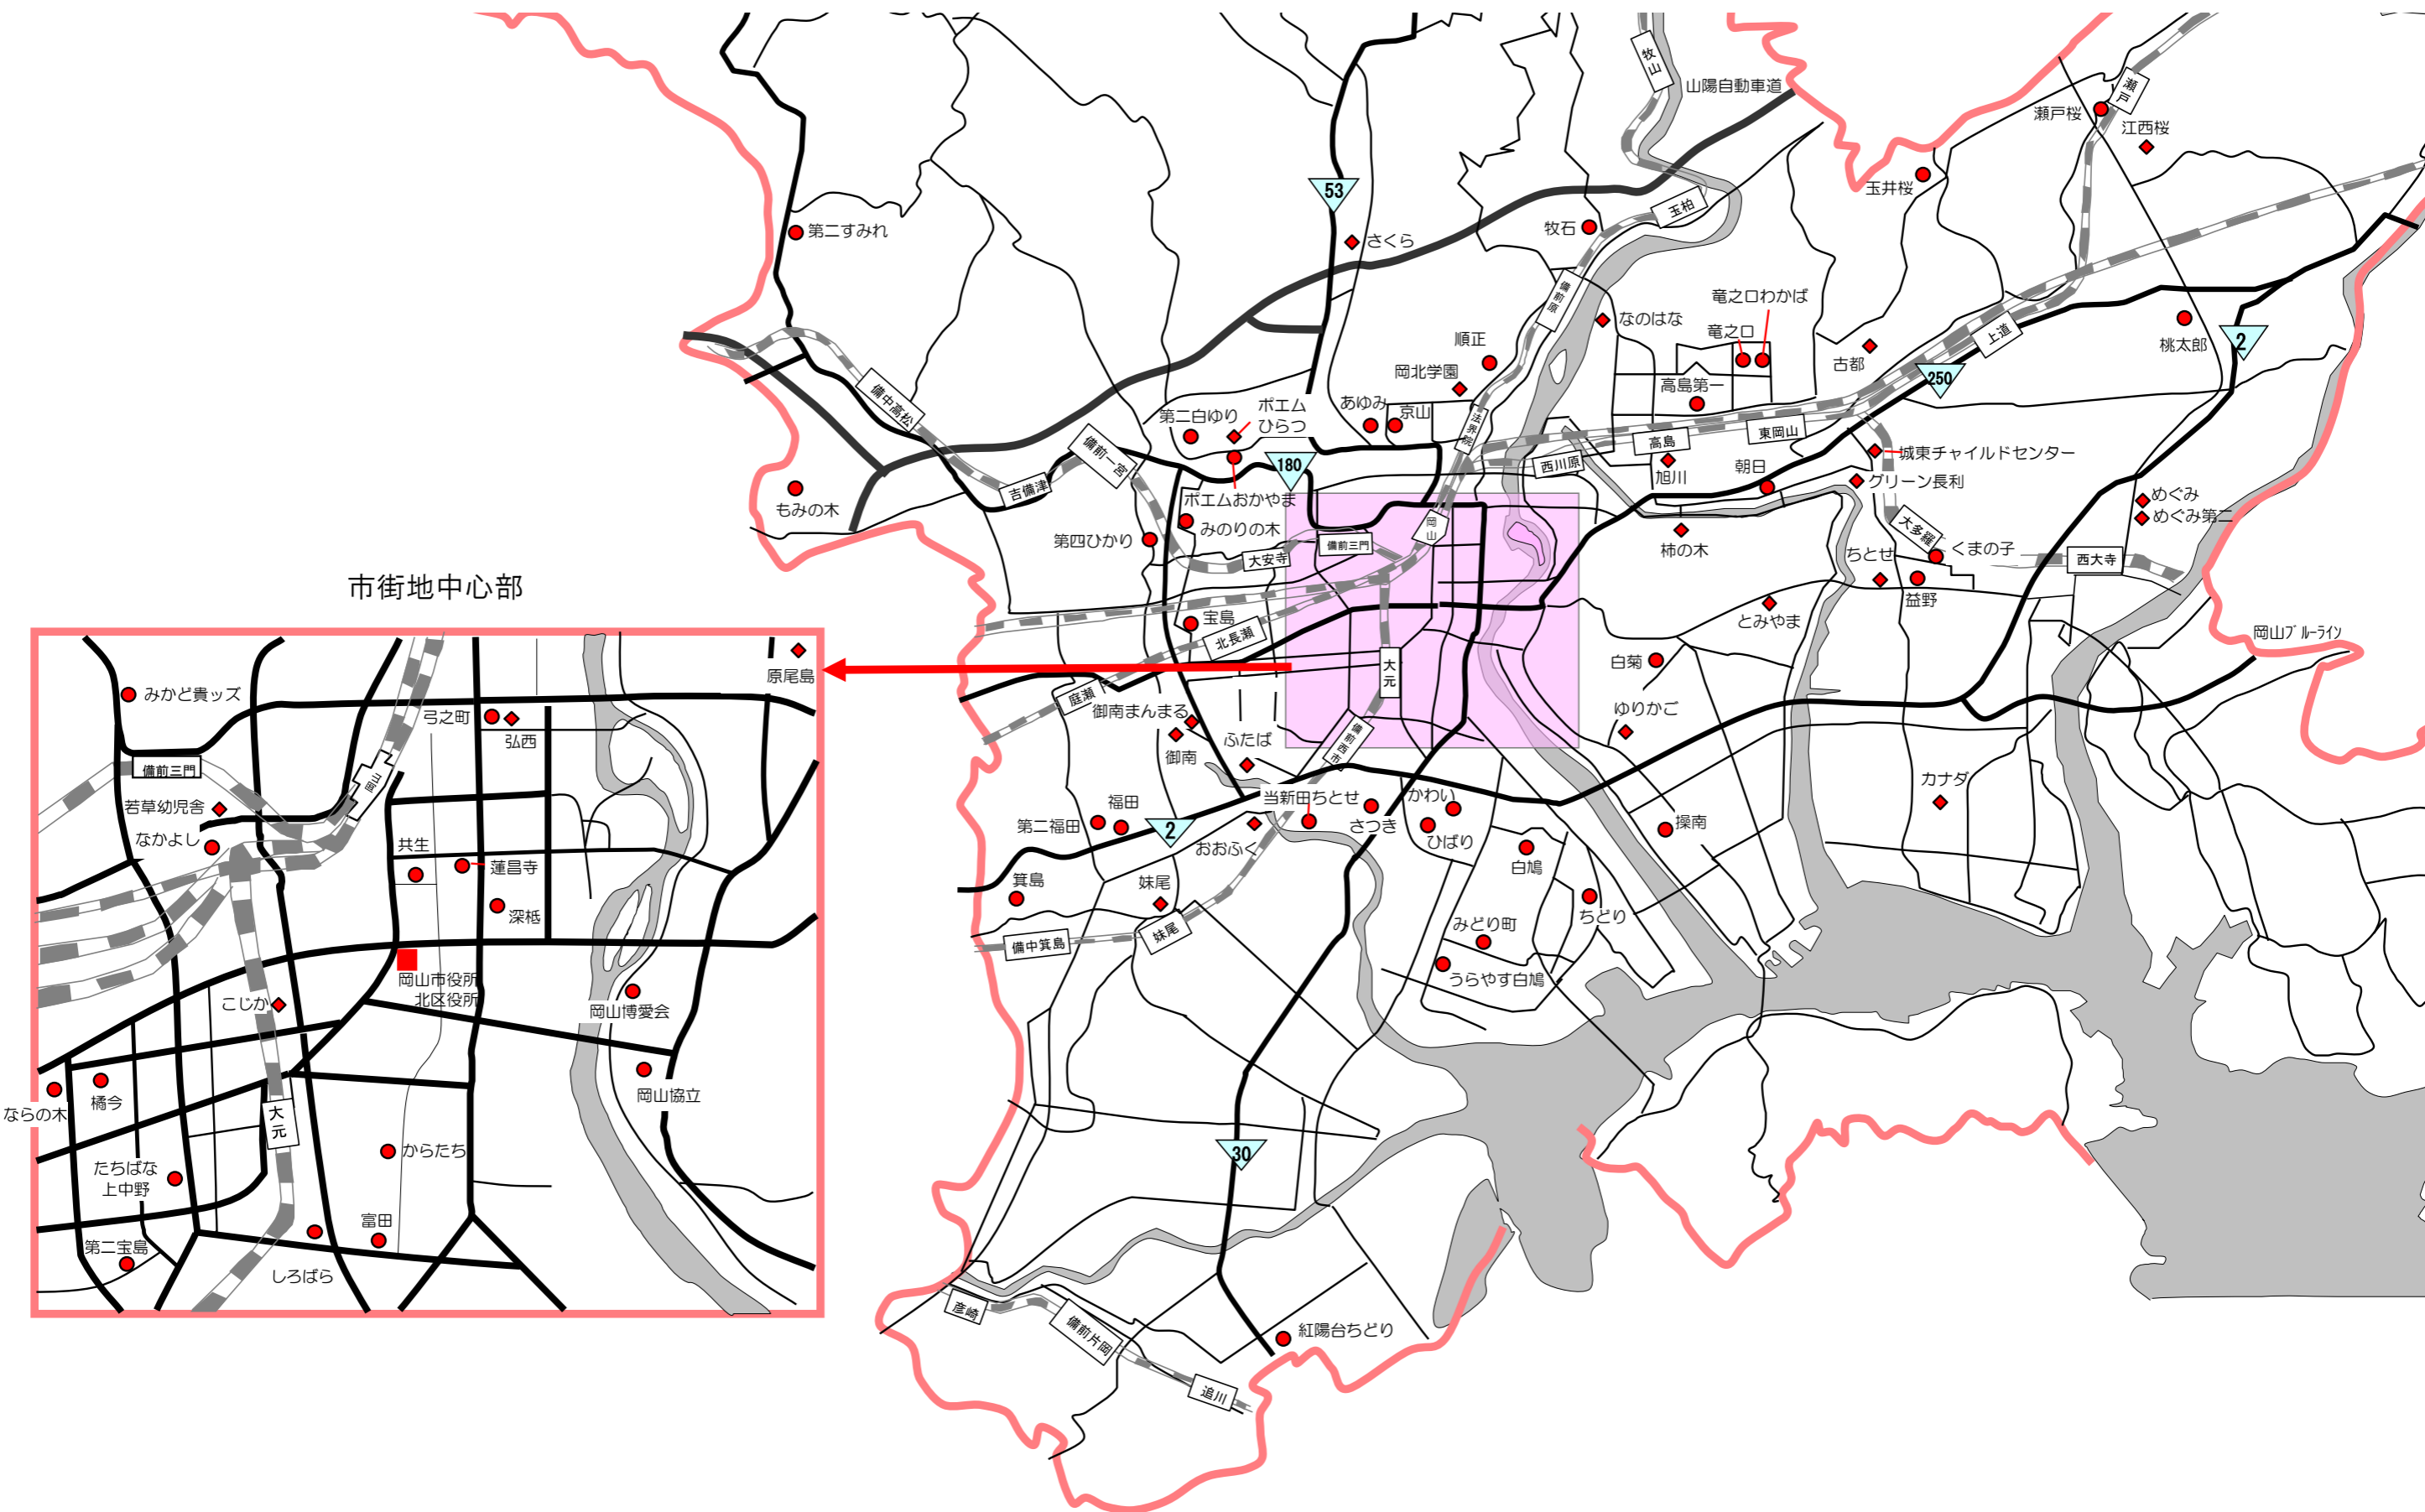 牧山
山陽自動車道
瀬戸
瀬戸桜
江西桜
玉井桜
53
玉柏
牧石
第二すみれ
さくら
備前原
竜之口わかば
なのはな
竜之口
上道
桃太郎
2
順正
古都
岡北学園
高島第一
250
備中高松
あゆみ
京山
第二白ゆり
ポエム
ひらつ
法界院
高島
東岡山
備前一宮
180
西川原
旭川
朝日
城東チャイルドセンター
グリーン長利
吉備津
もみの木
ポエムおかやま
みのりの木
めぐみ
めぐみ第二
岡山
備前三門
第四ひかり
大安寺
柿の木
大多羅
ちとせ
くまの子
西大寺
益野
市街地中心部
宝島
北長瀬
とみやま
岡山ブルーライン
白菊
大元
庭瀬
御南まんまる
御南
ふたば
備前西市
ゆりかご
カナダ
当新田ちとせ
かわい
さつき
ひばり
福田
第二福田
2
おおふく
操南
白鳩
箕島
妹尾
ちどり
みどり町
備中箕島
妹尾
うらやす白鳩
30
彦崎
備前片岡
紅陽台ちどり
迫川
原尾島
みかど貴ッズ
弓之町
弘西
備前三門
岡山
若草幼児舎
なかよし
共生
蓮昌寺
深柢
岡山市役所
北区役所
こじか
岡山博愛会
岡山協立
ならの木
橘今
大元
からたち
たちばな
上中野
富田
第二宝島
しろばら